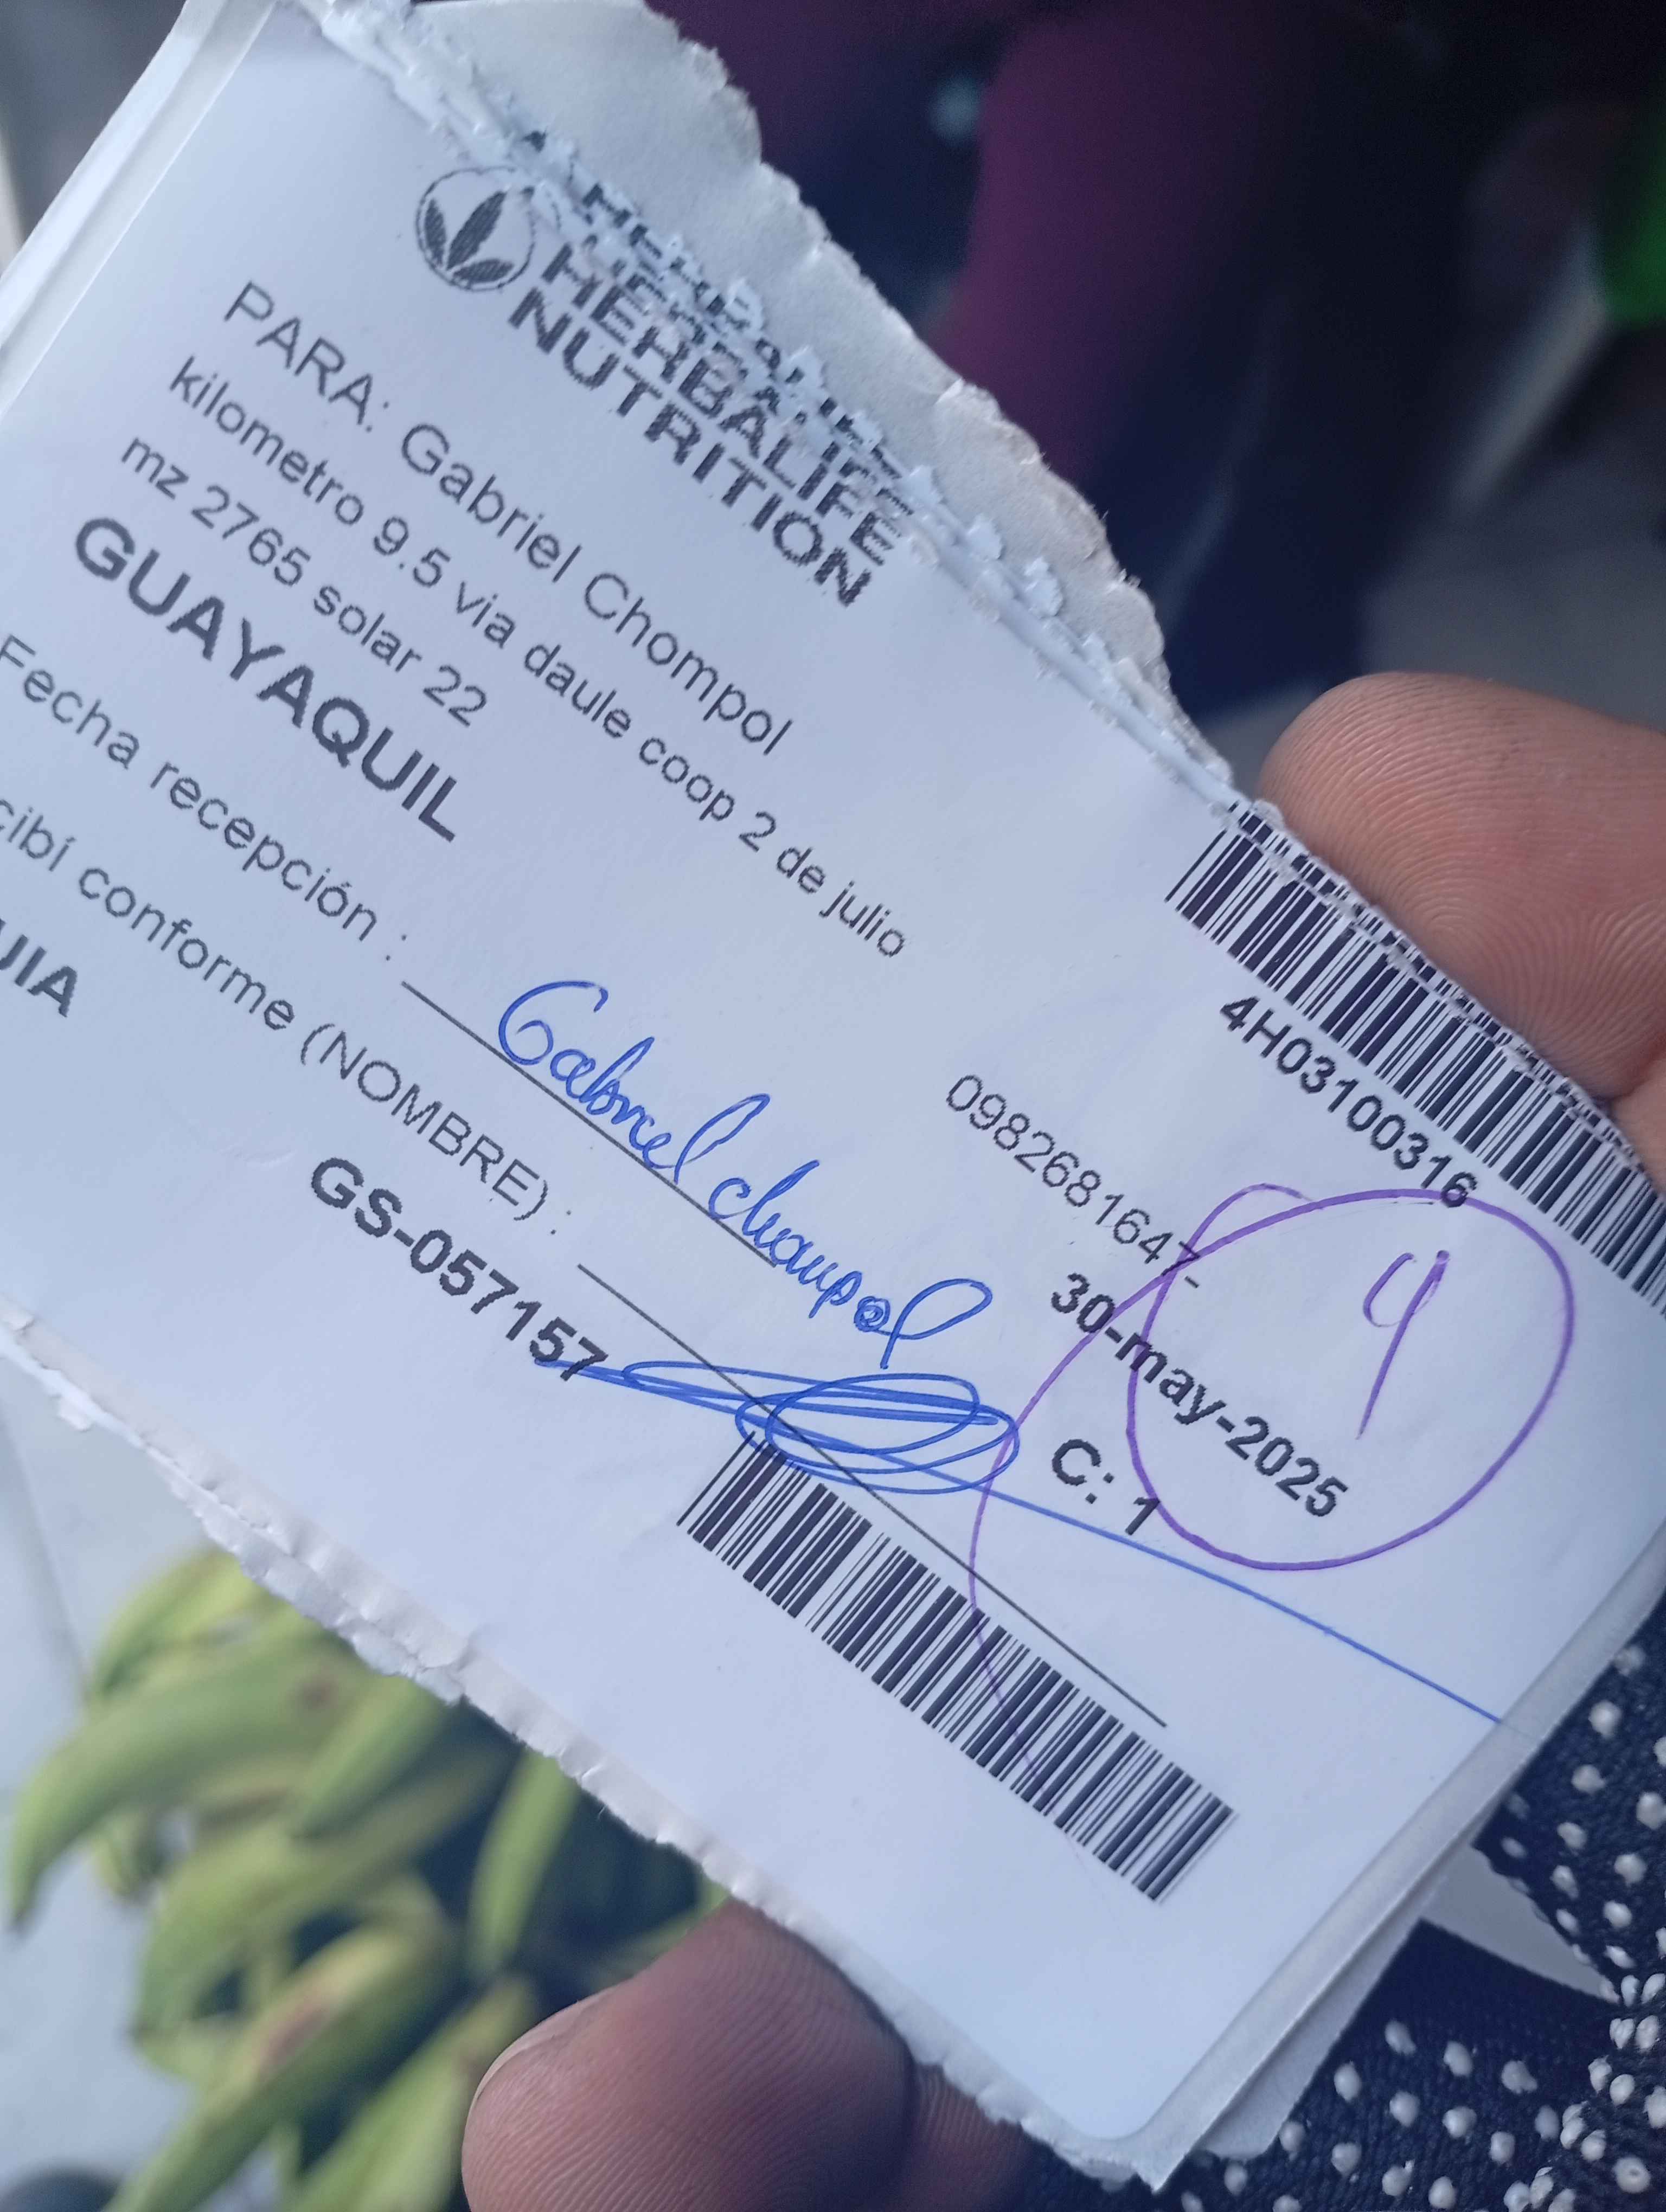 HERBALIFE
NUTRITION
4H03100316
PARA: Gabriel Chompol
kilometro 9.5 via daule coop 2 de julio
0982681647-
mz 2765 solar 22
GUAYAQUIL
30-may-2025
4
C: 1
Fecha recepción :
Gabriel chompol
cibí conforme (NOMBRE) :
UIA
GS-057157